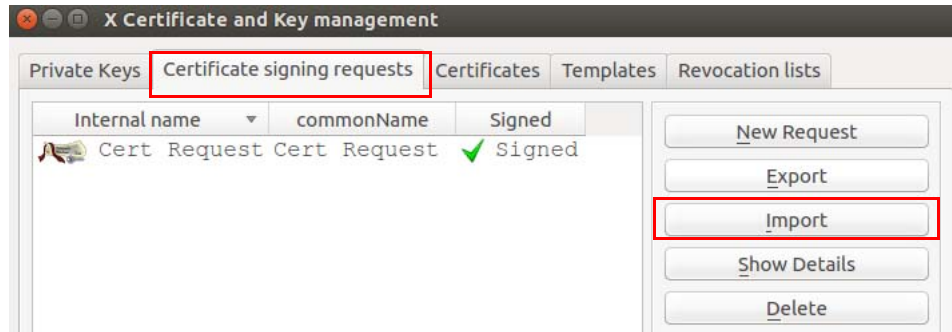 X Certificate and Key management
Private Keys Certificate signing requests Certificates Templates Revocation lists
Internal name commonName Signed
Cert Request Cert Request Signed
New Request
Export
Import
Show Details
Delete